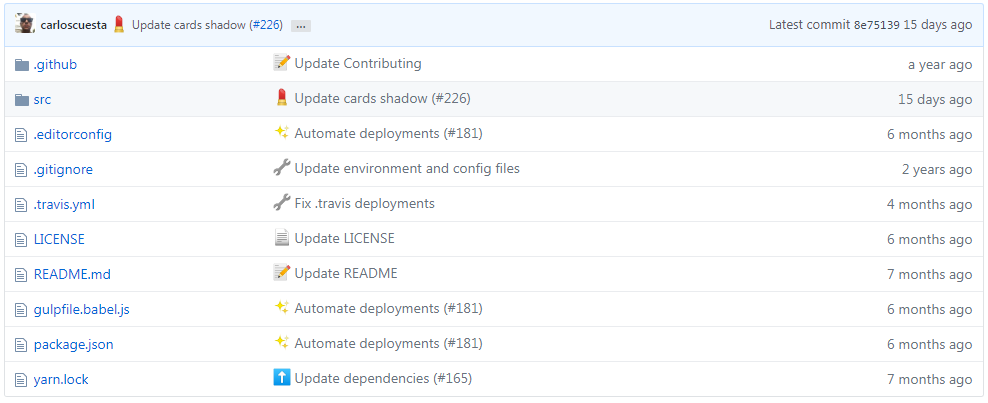 carloscuesta 💄 Update cards shadow (#226) … Latest commit 8e75139 15 days ago
.github 📝 Update Contributing a year ago
src 💄 Update cards shadow (#226) 15 days ago
.editorconfig ✨ Automate deployments (#181) 6 months ago
.gitignore 🔧 Update environment and config files 2 years ago
.travis.yml 🔧 Fix .travis deployments 4 months ago
LICENSE 📄 Update LICENSE 6 months ago
README.md 📝 Update README 7 months ago
gulpfile.babel.js ✨ Automate deployments (#181) 6 months ago
package.json ✨ Automate deployments (#181) 6 months ago
yarn.lock ⬆️ Update dependencies (#165) 7 months ago